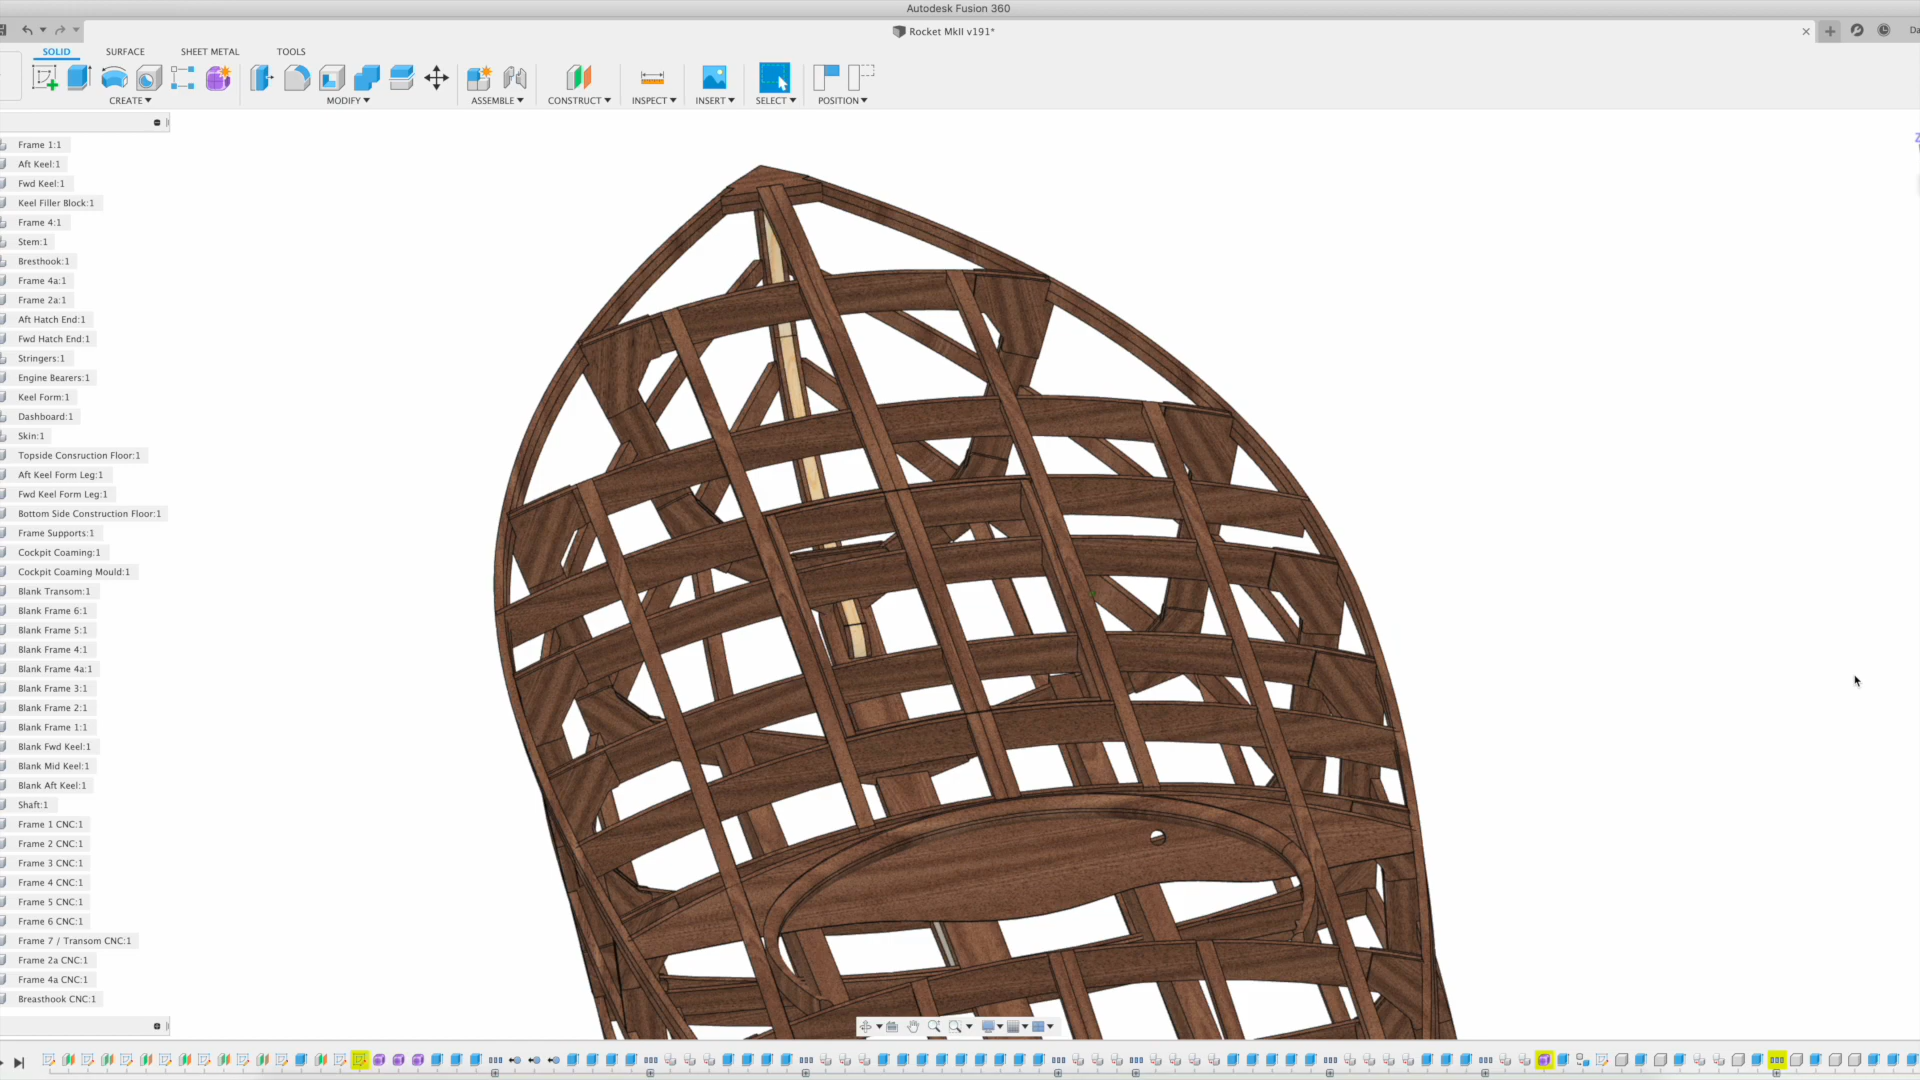 Autodesk Fusion 360
Rocket MkII v191*
SOLID SURFACE SHEET METAL TOOLS
CREATE MODIFY ASSEMBLE CONSTRUCT INSPECT INSERT SELECT POSITION
Frame 1:1
Aft Keel:1
Fwd Keel:1
Keel Filler Block:1
Frame 4:1
Stem:1
Bresthook:1
Frame 4a:1
Frame 2a:1
Aft Hatch End:1
Fwd Hatch End:1
Stringers:1
Engine Bearers:1
Keel Form:1
Dashboard:1
Skin:1
Topside Consruction Floor:1
Aft Keel Form Leg:1
Fwd Keel Form Leg:1
Bottom Side Construction Floor:1
Frame Supports:1
Cockpit Coaming:1
Cockpit Coaming Mould:1
Blank Transom:1
Blank Frame 6:1
Blank Frame 5:1
Blank Frame 4:1
Blank Frame 4a:1
Blank Frame 3:1
Blank Frame 2:1
Blank Frame 1:1
Blank Fwd Keel:1
Blank Mid Keel:1
Blank Aft Keel:1
Shaft:1
Frame 1 CNC:1
Frame 2 CNC:1
Frame 3 CNC:1
Frame 4 CNC:1
Frame 5 CNC:1
Frame 6 CNC:1
Frame 7 / Transom CNC:1
Frame 2a CNC:1
Frame 4a CNC:1
Breasthook CNC:1